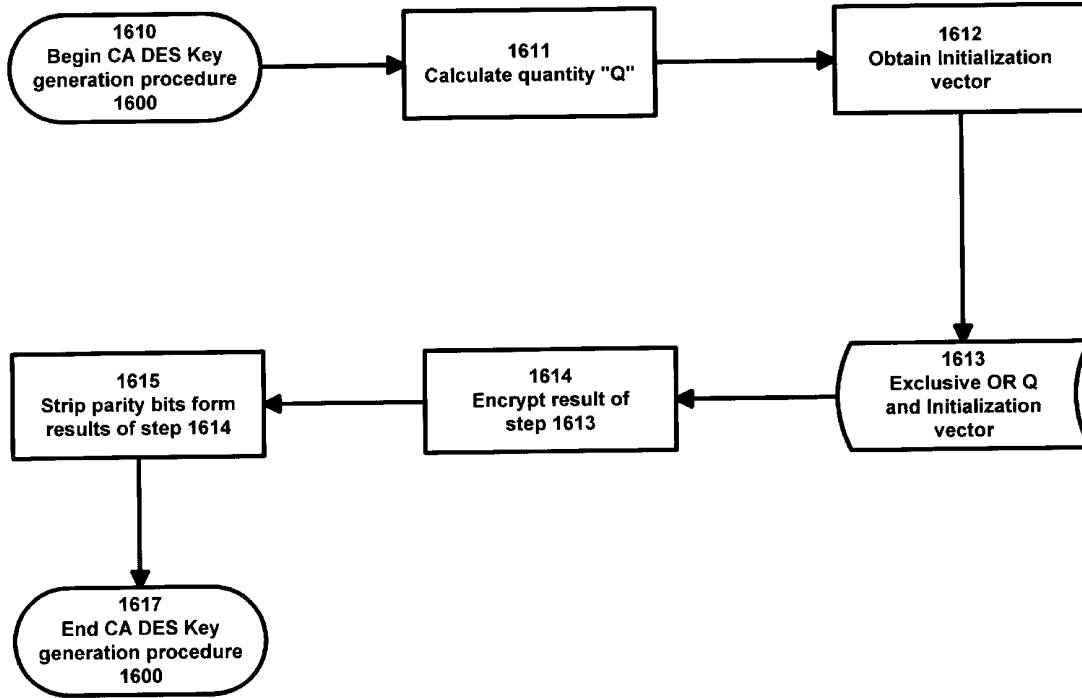 1610
Begin CA DES Key
generation procedure
1600
1611
Calculate quantity "Q"
1612
Obtain Initialization
vector
1613
Exclusive OR Q
and Initialization
vector
1614
Encrypt result of
step 1613
1615
Strip parity bits form
results of step 1614
1617
End CA DES Key
generation procedure
1600